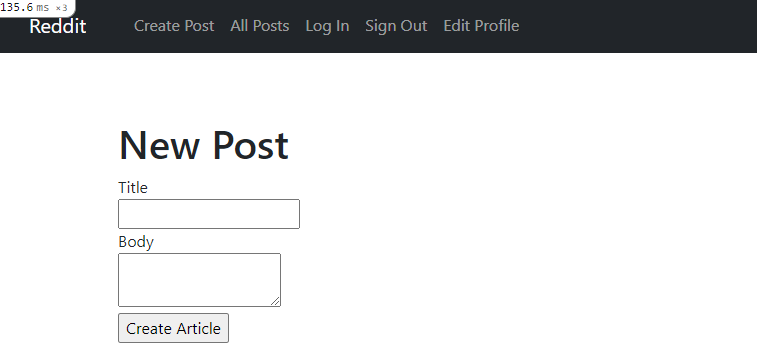 135.6 ms ×3
Reddit Create Post All Posts Log In Sign Out Edit Profile
New Post
Title
Body
Create Article